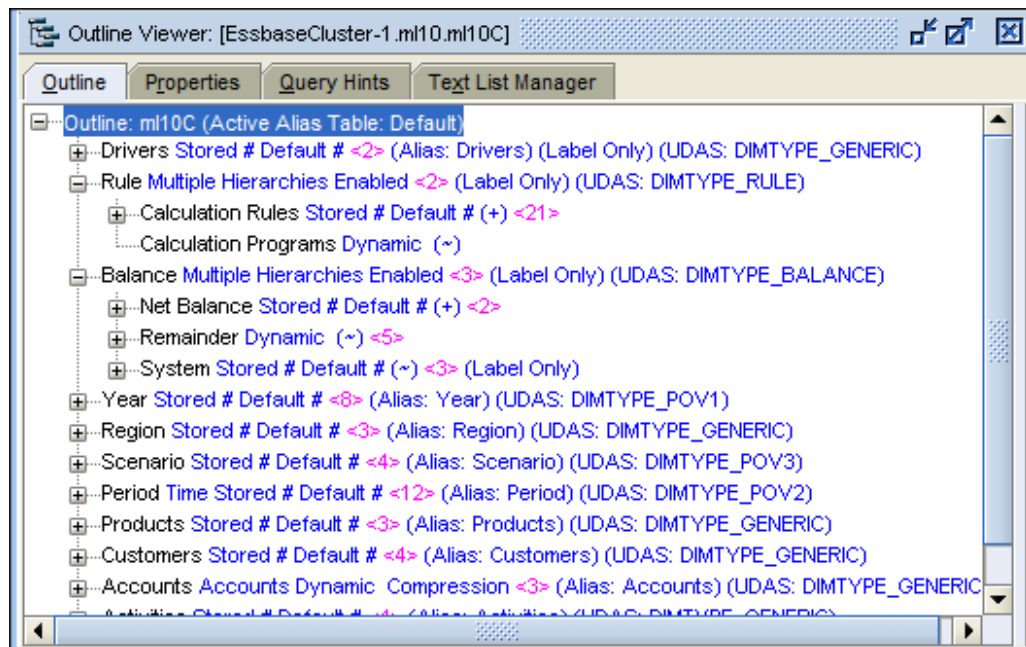 Outline Viewer: [EssbaseCluster-1.ml10.ml10C]
Outline Properties Query Hints Text List Manager
Outline: ml10C (Active Alias Table: Default)
Drivers Stored # Default # <2> (Alias: Drivers) (Label Only) (UDAS: DIMTYPE_GENERIC)
Rule Multiple Hierarchies Enabled <2> (Label Only) (UDAS: DIMTYPE_RULE)
Calculation Rules Stored # Default # (+) <21>
Calculation Programs Dynamic (~)
Balance Multiple Hierarchies Enabled <3> (Label Only) (UDAS: DIMTYPE_BALANCE)
Net Balance Stored # Default # (+) <2>
Remainder Dynamic (~) <5>
System Stored # Default # (~) <3> (Label Only)
Year Stored # Default # <8> (Alias: Year) (UDAS: DIMTYPE_POV1)
Region Stored # Default # <3> (Alias: Region) (UDAS: DIMTYPE_GENERIC)
Scenario Stored # Default # <4> (Alias: Scenario) (UDAS: DIMTYPE_POV3)
Period Time Stored # Default # <12> (Alias: Period) (UDAS: DIMTYPE_POV2)
Products Stored # Default # <3> (Alias: Products) (UDAS: DIMTYPE_GENERIC)
Customers Stored # Default # <4> (Alias: Customers) (UDAS: DIMTYPE_GENERIC)
Accounts Accounts Dynamic Compression <3> (Alias: Accounts) (UDAS: DIMTYPE_GENERIC